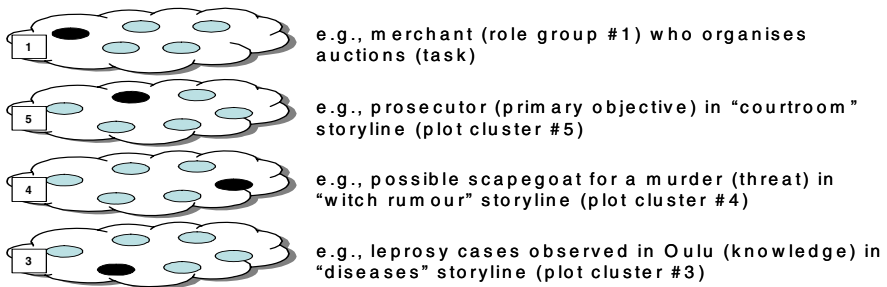 1
e.g., merchant (role group #1) who organises
auctions (task)
5
e.g., prosecutor (primary objective) in “courtroom”
storyline (plot cluster #5)
4
e.g., possible scapegoat for a murder (threat) in
“witch rumour” storyline (plot cluster #4)
3
e.g., leprosy cases observed in Oulu (knowledge) in
“diseases” storyline (plot cluster #3)